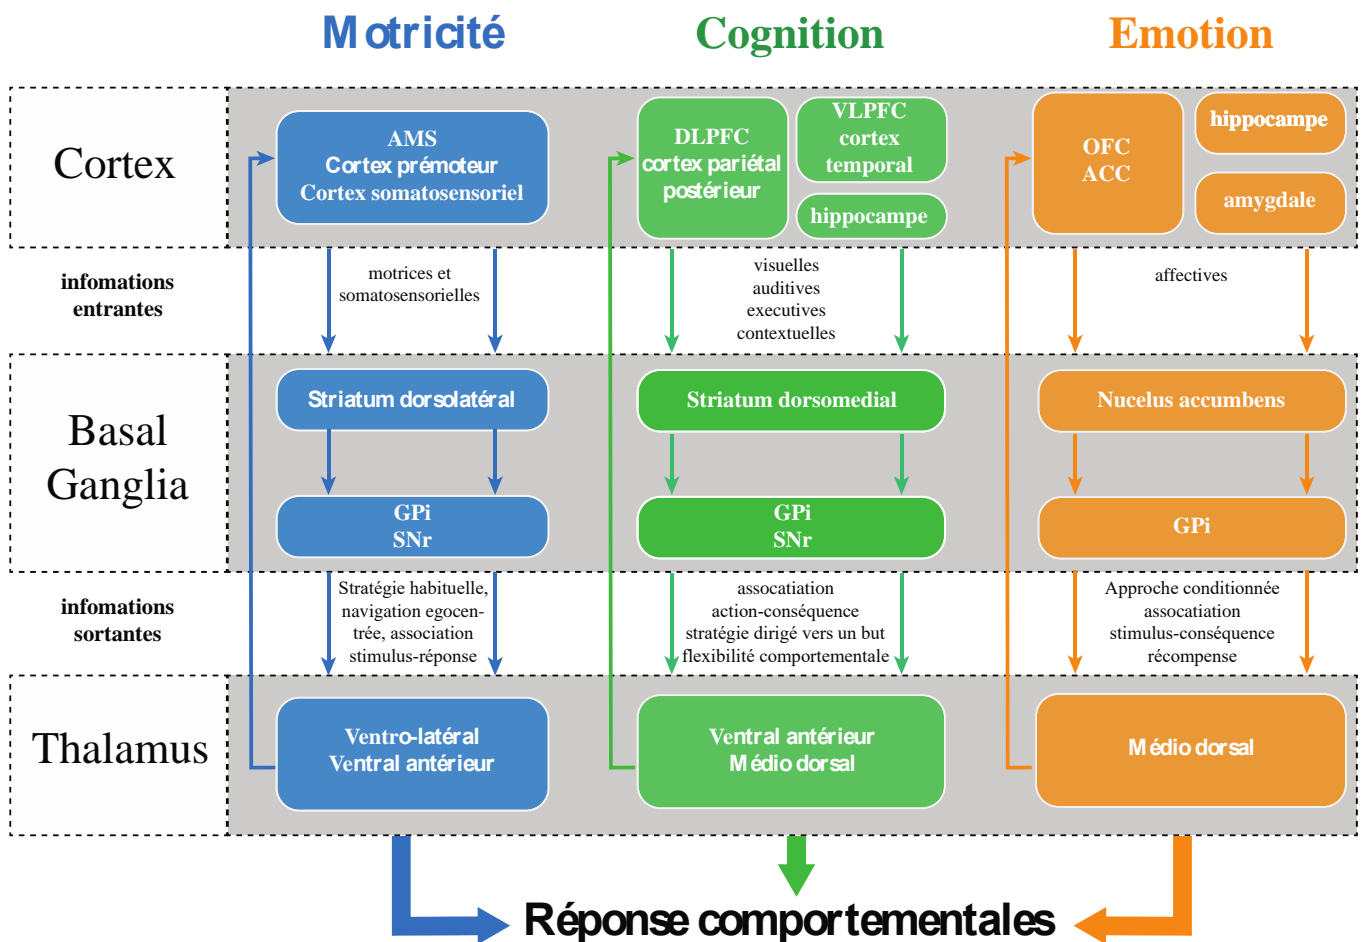 Motricité
Cognition
Emotion
Cortex
AMS
Cortex prémoteur
Cortex somatosensoriel
DLPFC
cortex pariétal
postérieur
VLPFC
cortex
temporal
hippocampe
OFC
ACC
hippocampe
amygdale
infomations
entrantes
motrices et
somatosensorielles
visuelles
auditives
executives
contextuelles
affectives
Basal
Ganglia
Striatum dorsolatéral
Striatum dorsomedial
Nucelus accumbens
GPi
SNr
GPi
SNr
GPi
infomations
sortantes
Stratégie habituelle,
navigation egocen-
trée, association
stimulus-réponse
assocatiation
action-conséquence
stratégie dirigé vers un but
flexibilité comportementale
Approche conditionnée
assocatiation
stimulus-conséquence
récompense
Thalamus
Ventro-latéral
Ventral antérieur
Ventral antérieur
Médio dorsal
Médio dorsal
Réponse comportementales